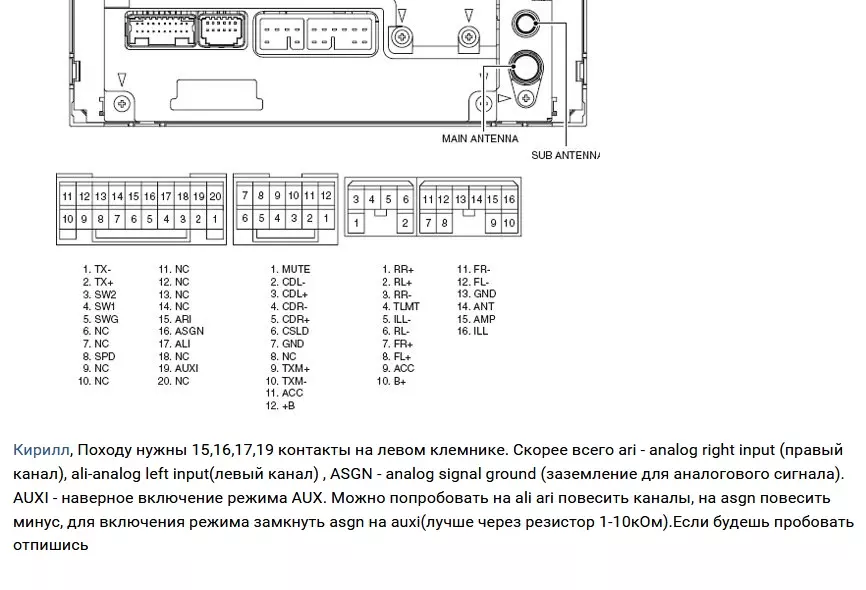 MAIN ANTENNA
SUB ANTENNA
11 12 13 14 15 16 17 18 19 20
10 9 8 7 6 5 4 3 2 1
7 8 9 10 11 12
6 5 4 3 2 1
3 4 5 6
1 2
11 12 13 14 15 16
7 8 9 10
1. TX-
2. TX+
3. SW2
4. SW1
5. SWG
6. NC
7. NC
8. SPD
9. NC
10. NC
11. NC
12. NC
13. NC
14. NC
15. ARI
16. ASGN
17. ALI
18. NC
19. AUXI
20. NC
1. MUTE
2. CDL-
3. CDL+
4. CDR-
5. CDR+
6. CSLD
7. GND
8. NC
9. TXM+
10. TXM-
11. ACC
12. +B
1. RR+
2. RL+
3. RR-
4. TLMT
5. ILL-
6. RL-
7. FR+
8. FL+
9. ACC
10. B+
11. FR-
12. FL-
13. GND
14. ANT
15. AMP
16. ILL
Кирилл, Походу нужны 15,16,17,19 контакты на левом клемнике. Скорее всего ari - analog right input (правый
канал), ali-analog left input(левый канал) , ASGN - analog signal ground (заземление для аналогового сигнала).
AUXI - наверное включение режима AUX. Можно попробовать на ali ari повесить каналы, на asgn повесить
минус, для включения режима замкнуть asgn на auxi(лучше через резистор 1-10кОм).Если будешь пробовать
отпишись